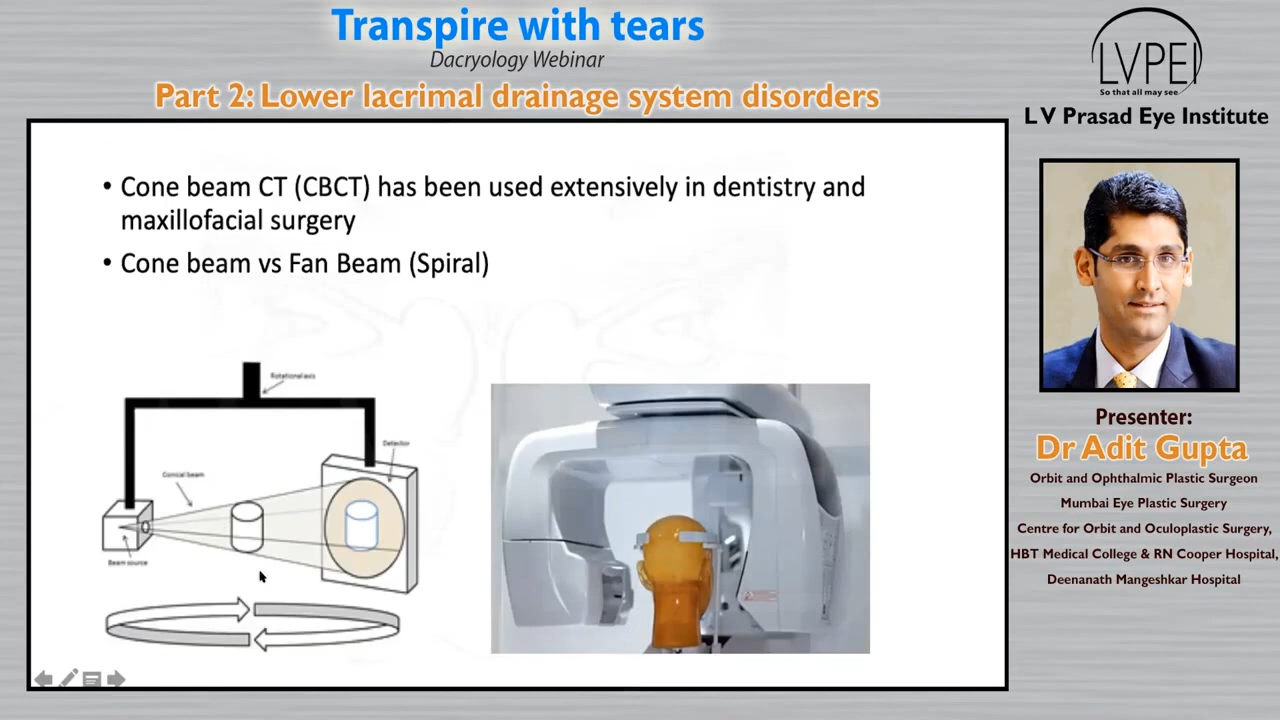 Transpire with tears
Dacryology Webinar
Part 2: Lower lacrimal drainage system disorders
LVPEI
So that all may see
L V Prasad Eye Institute
• Cone beam CT (CBCT) has been used extensively in dentistry and
maxillofacial surgery
• Cone beam vs Fan Beam (Spiral)
Rotational axis
Detector
Conical beam
Beam source
Presenter:
Dr Adit Gupta
Orbit and Ophthalmic Plastic Surgeon
Mumbai Eye Plastic Surgery
Centre for Orbit and Oculoplastic Surgery,
HBT Medical College & RN Cooper Hospital,
Deenanath Mangeshkar Hospital